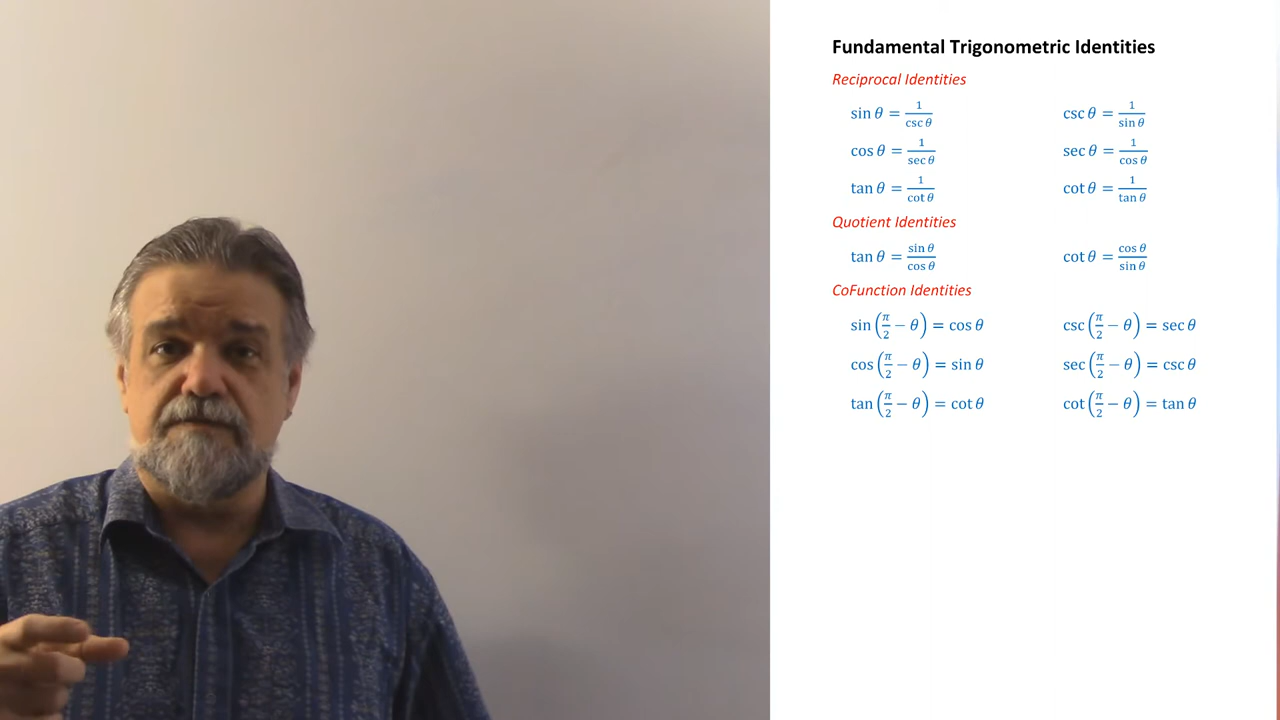 Fundamental Trigonometric Identities
Reciprocal Identities
sin θ = 1/csc θ csc θ = 1/sin θ
cos θ = 1/sec θ sec θ = 1/cos θ
tan θ = 1/cot θ cot θ = 1/tan θ
Quotient Identities
tan θ = sin θ/cos θ cot θ = cos θ/sin θ
CoFunction Identities
sin(π/2 − θ) = cos θ csc(π/2 − θ) = sec θ
cos(π/2 − θ) = sin θ sec(π/2 − θ) = csc θ
tan(π/2 − θ) = cot θ cot(π/2 − θ) = tan θ